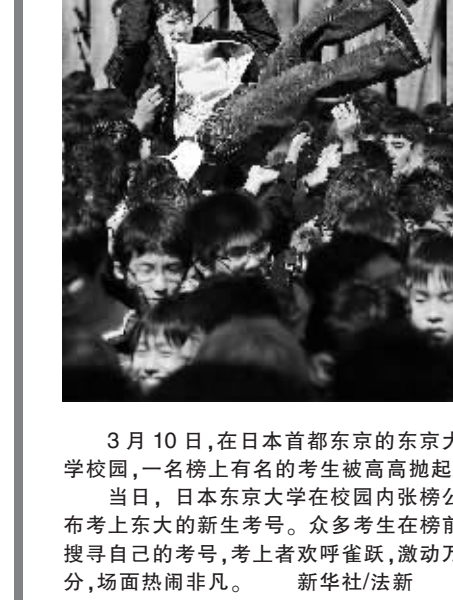 3月10日,在日本首都东京的东京大
学校园,一名榜上有名的考生被高高抛起
当日，日本东京大学在校园内张榜公
布考上东大的新生考号。众多考生在榜前
搜寻自己的考号,考上者欢呼雀跃,激动万
分,场面热闹非凡。 新华社/法新